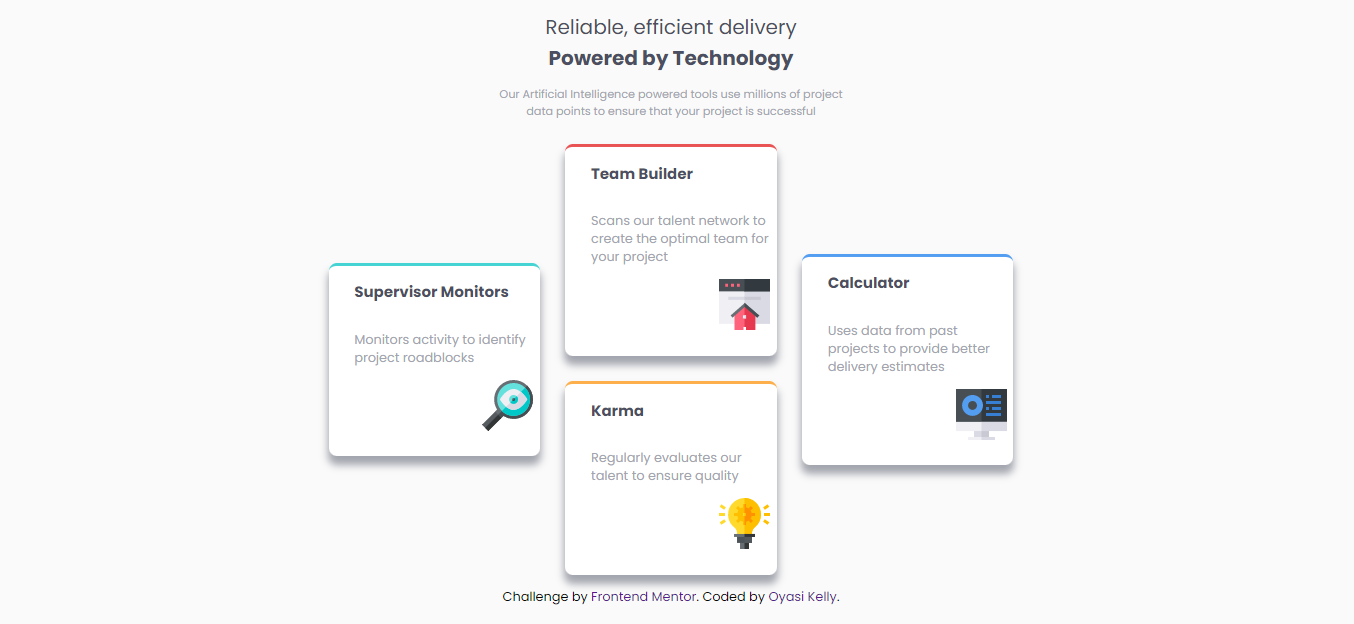 Reliable, efficient delivery
Powered by Technology
Our Artificial Intelligence powered tools use millions of project
data points to ensure that your project is successful
Supervisor Monitors
Monitors activity to identify
project roadblocks
Team Builder
Scans our talent network to
create the optimal team for
your project
Karma
Regularly evaluates our
talent to ensure quality
Calculator
Uses data from past
projects to provide better
delivery estimates
Challenge by Frontend Mentor. Coded by Oyasi Kelly.